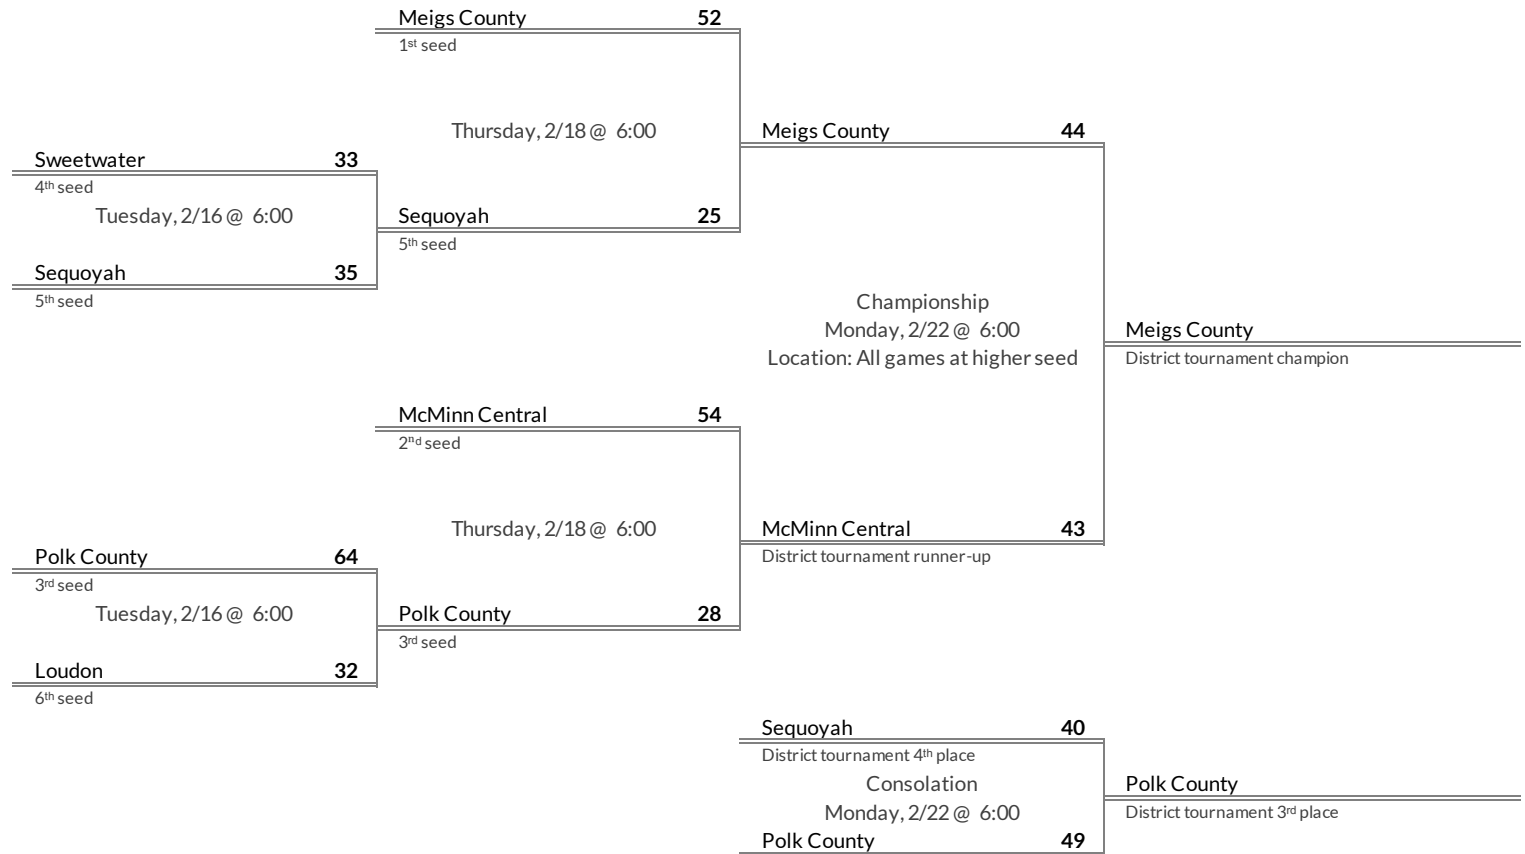 Meigs County 52
1st seed
Thursday, 2/18 @ 6:00
Meigs County 44
Sweetwater 33
4th seed
Tuesday, 2/16 @ 6:00
Sequoyah 25
5th seed
Sequoyah 35
5th seed
Championship
Monday, 2/22 @ 6:00
Location: All games at higher seed
Meigs County
District tournament champion
McMinn Central 54
2nd seed
Thursday, 2/18 @ 6:00
McMinn Central 43
District tournament runner-up
Polk County 64
3rd seed
Tuesday, 2/16 @ 6:00
Polk County 28
3rd seed
Loudon 32
6th seed
Sequoyah 40
District tournament 4th place
Consolation
Monday, 2/22 @ 6:00
Polk County 49
Polk County
District tournament 3rd place